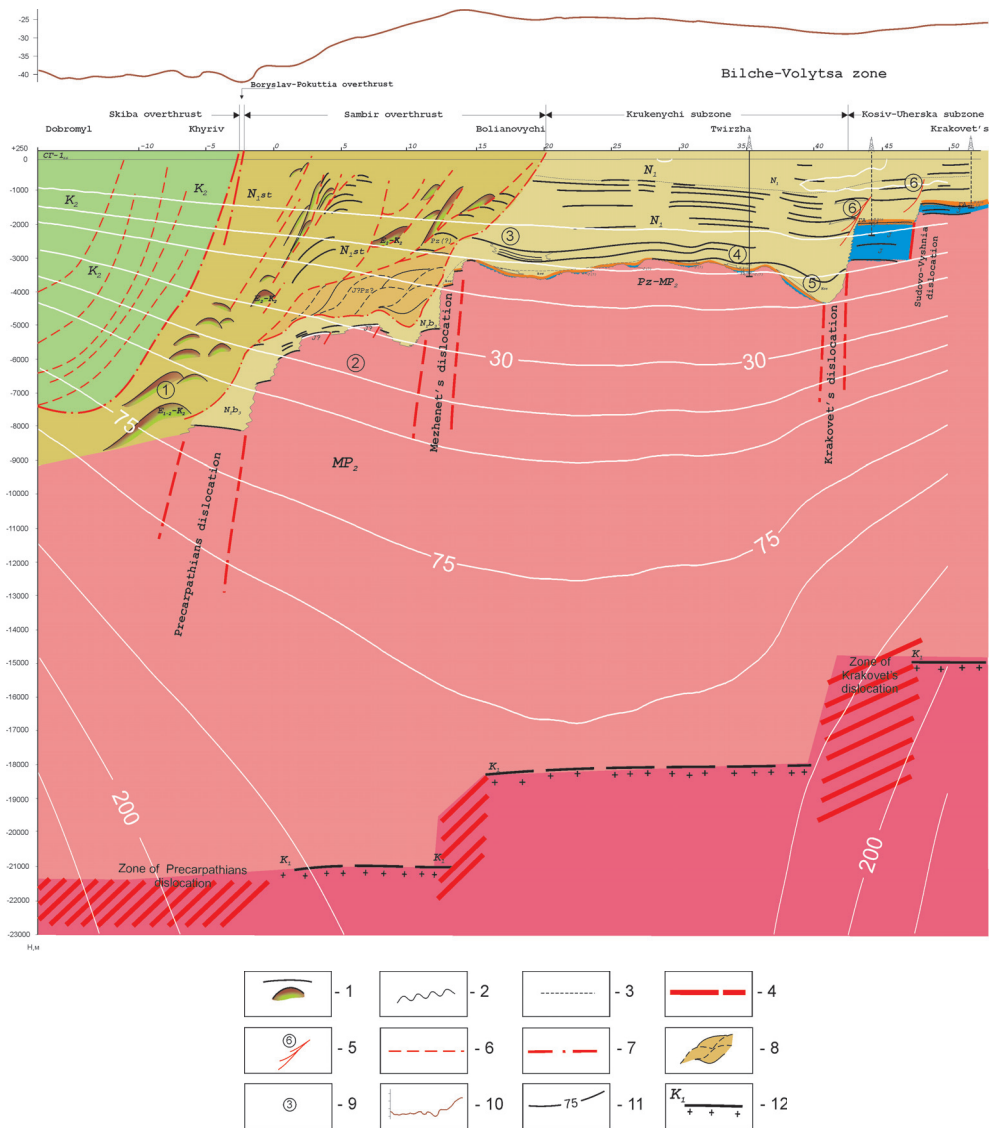 -25
-30
-35
-40
Bilche-Volytsa zone
Boryslav-Pokuttia overthrust
Skiba overthrust
Sambir overthrust
Krukenychi subzone
Kosiv-Uherska subzone
Dobromyl
Khyriv
Bolianovychi
Twirzha
Krakovet's
+250
-10
-5
0
5
10
15
20
25
30
35
40
45
50
0
-1000
-2000
-3000
-4000
-5000
-6000
-7000
-8000
-9000
-10000
-11000
-12000
-13000
-14000
-15000
-16000
-17000
-18000
-19000
-20000
-21000
-22000
-23000
Н,м
K2
K2
K2
K2
N1st
N1st
N1
N1
N1
Pz(?)
J?Pz?
J?
Pz-MP2
N1b3
N1b3
MP2
1
2
3
4
5
6
6
30
30
75
75
75
200
200
Precarpathians dislocation
Mezhenet's dislocation
Krakovet's dislocation
Sudovo-Vyshnia
dislocation
Zone of
Krakovet's
dislocation
K1
K1
K1
K1
Zone of Precarpathians
dislocation
- 1
- 2
- 3
- 4
6
- 5
- 6
- 7
- 8
3
- 9
- 10
75
- 11
K1
- 12